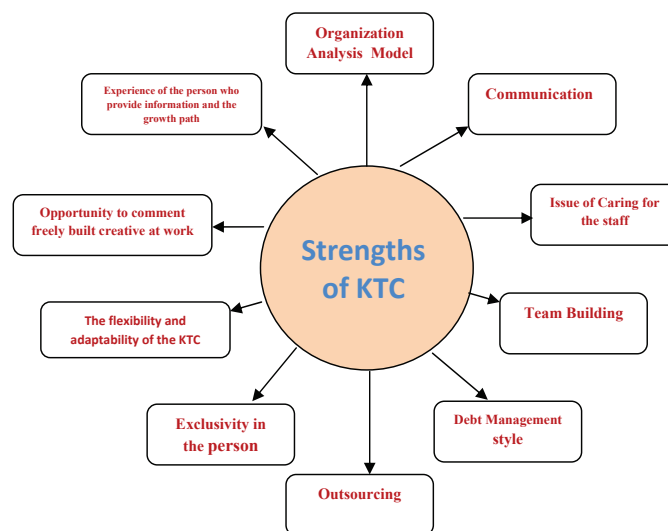 Organization
Analysis Model
Communication
Experience of the person who
provide information and the
growth path
Issue of Caring for
the staff
Opportunity to comment
freely built creative at work
Strengths
of KTC
Team Building
The flexibility and
adaptability of the KTC
Debt Management
style
Exclusivity in
the person
Outsourcing